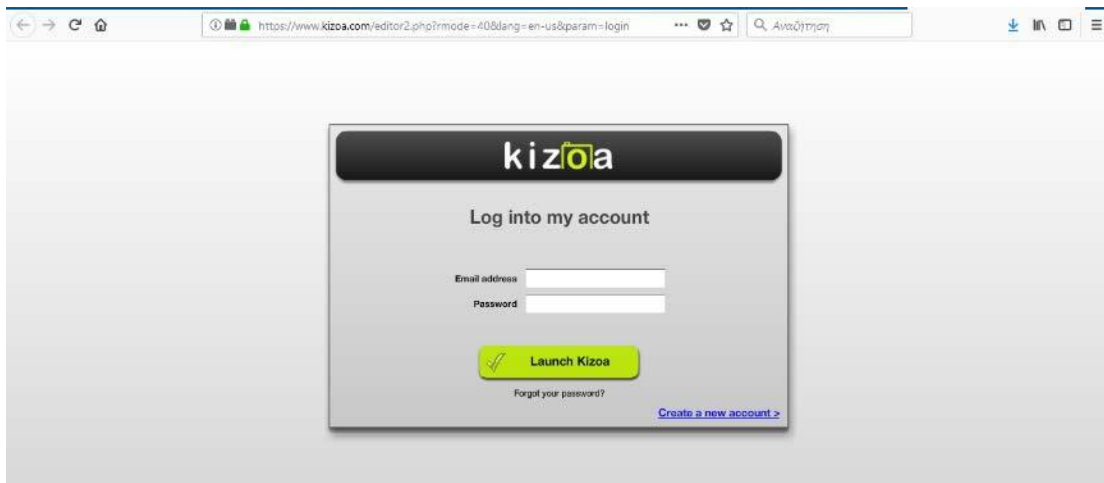 https://www.kizoa.com/editor2.php?rmode=40&lang=en-us&param=login
Αναζήτηση
kizoa
Log into my account
Email address
Password
Launch Kizoa
Forgot your password?
Create a new account >